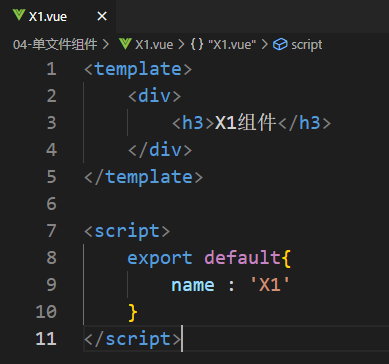 X1.vue ×
04-单文件组件 > X1.vue > {} "X1.vue" > script
1 <template>
2     <div>
3         <h3>X1组件</h3>
4     </div>
5 </template>
6
7 <script>
8     export default{
9         name : 'X1'
10     }
11 </script>